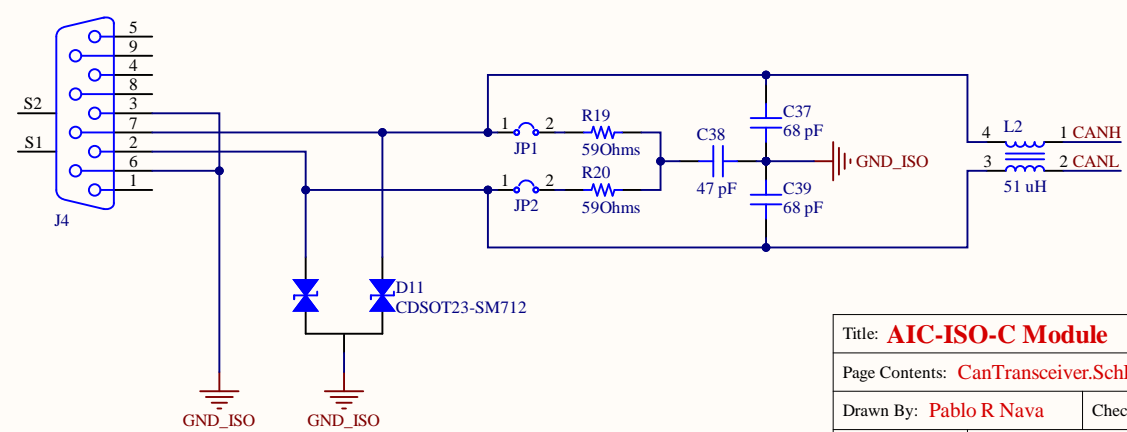 5
9
4
8
S2
3
7
S1
2
6
1
J4
1
2
JP1
R19
59Ohms
1
2
JP2
R20
59Ohms
C38
47 pF
C37
68 pF
C39
68 pF
GND_ISO
4
L2
1 CANH
3
2 CANL
51 uH
D11
CDSOT23-SM712
GND_ISO
GND_ISO
Title: AIC-ISO-C Module
Page Contents: CanTransceiver.Schl
Drawn By: Pablo R Nava
Chec